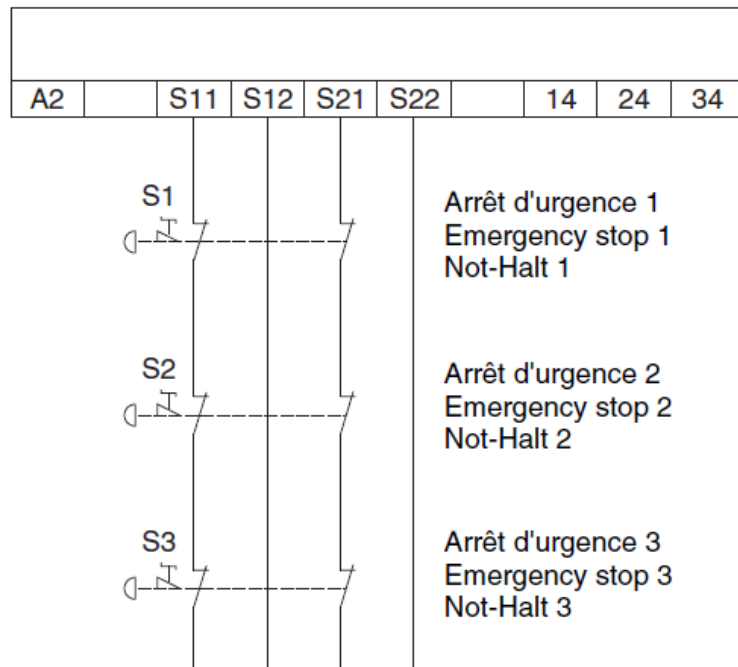 A2 S11 S12 S21 S22 14 24 34
S1
Arrêt d'urgence 1
Emergency stop 1
Not-Halt 1
S2
Arrêt d'urgence 2
Emergency stop 2
Not-Halt 2
S3
Arrêt d'urgence 3
Emergency stop 3
Not-Halt 3